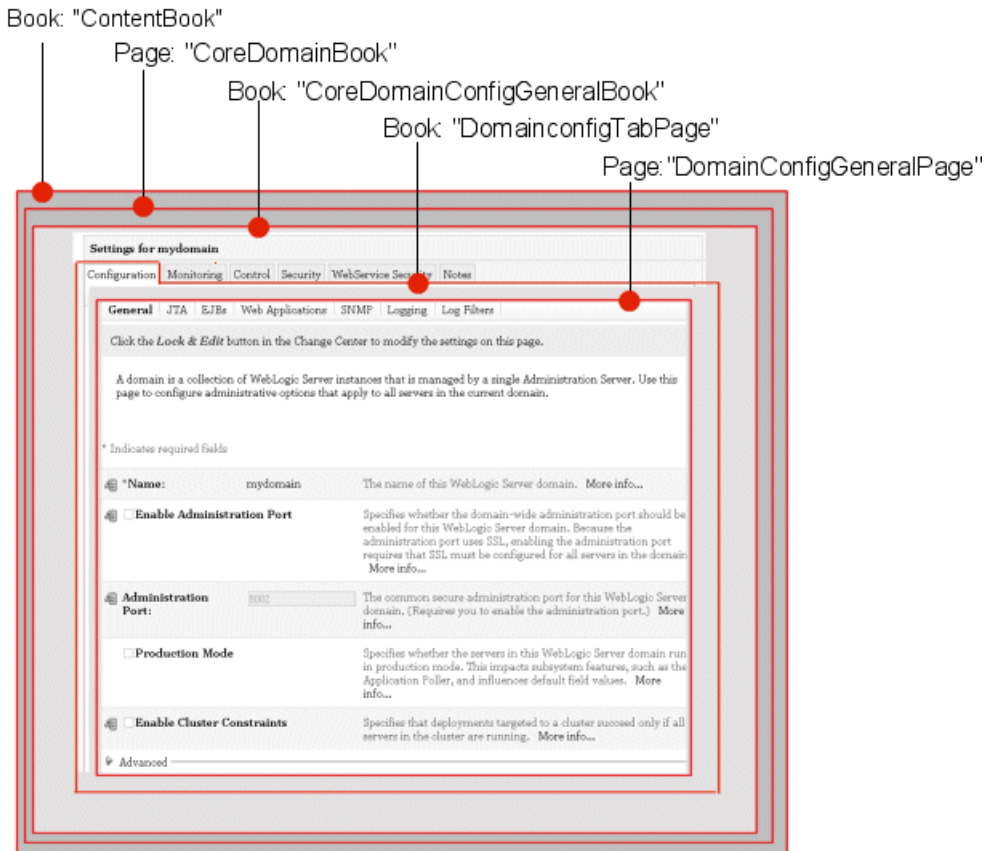 Book: "ContentBook"
Page: "CoreDomainBook"
Book: "CoreDomainConfigGeneralBook"
Book: "DomainconfigTabPage"
Page:"DomainConfigGeneralPage"
Settings for mydomain
Configuration Monitoring Control Security WebService Security Notes
General JTA EJBs Web Applications SNMP Logging Log Filters
Click the Lock & Edit button in the Change Center to modify the settings on this page.
A domain is a collection of WebLogic Server instances that is managed by a single Administration Server. Use this
page to configure administrative options that apply to all servers in the current domain.
* Indicates required fields
*Name: mydomain The name of this WebLogic Server domain. More info...
Enable Administration Port Specifies whether the domain-wide administration port should be
enabled for this WebLogic Server domain. Because the
administration port uses SSL, enabling the administration port
requires that SSL must be configured for all servers in the domain
More info...
Administration 9002 The common secure administration port for this WebLogic Server
Port: domain. (Requires you to enable the administration port.) More
info...
Production Mode Specifies whether the servers in this WebLogic Server domain run
in production mode. This impacts subsystem features, such as the
Application Poller, and influences default field values. More
info...
Enable Cluster Constraints Specifies that deployments targeted to a cluster succeed only if all
servers in the cluster are running. More info...
Advanced